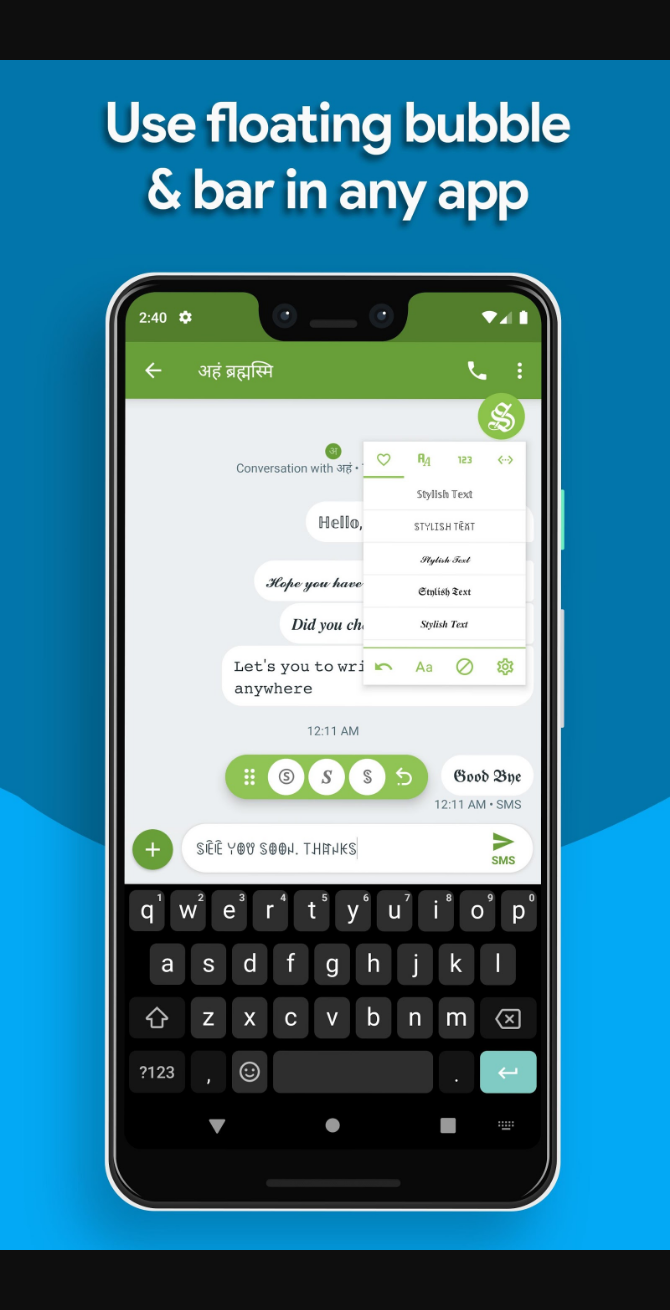 Use floating bubble
& bar in any app
2:40
अहं ब्रह्मस्मि
S
अ
Conversation with अहं •
123
Stylish Text
STYLISH TEXT
Stylish Text
Stylish Text
Stylish Text
Aa
Hello,
Hope you have
Did you ch
Let's you to wri
anywhere
12:11 AM
S S S
Good Bye
12:11 AM • SMS
SEE YOU SOON. THANKS
SMS
q 1 w 2 e 3 r 4 t 5 y 6 u 7 i 8 o 9 p 0
a s d f g h j k l
z x c v b n m
?123 , .